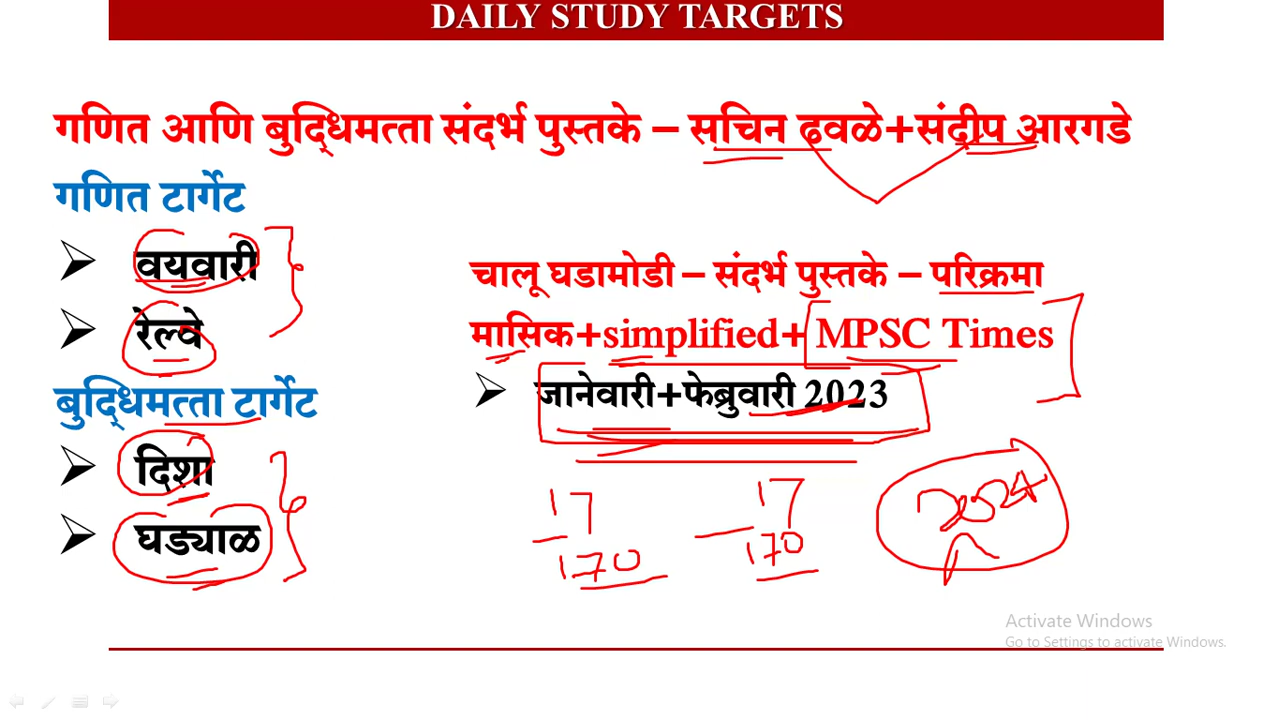 DAILY STUDY TARGETS
गणित आणि बुद्धिमत्ता संदर्भ पुस्तके – सचिन ढवळे+संदीप आरगडे
गणित टार्गेट
➢ वयवारी
➢ रेल्वे
बुद्धिमत्ता टार्गेट
➢ दिशा
➢ घड्याळ
चालू घडामोडी – संदर्भ पुस्तके – परिक्रमा
मासिक+simplified+ MPSC Times
➢ जानेवारी+फेब्रुवारी 2023
17 17
170 170
2024
Activate Windows
Go to Settings to activate Windows.